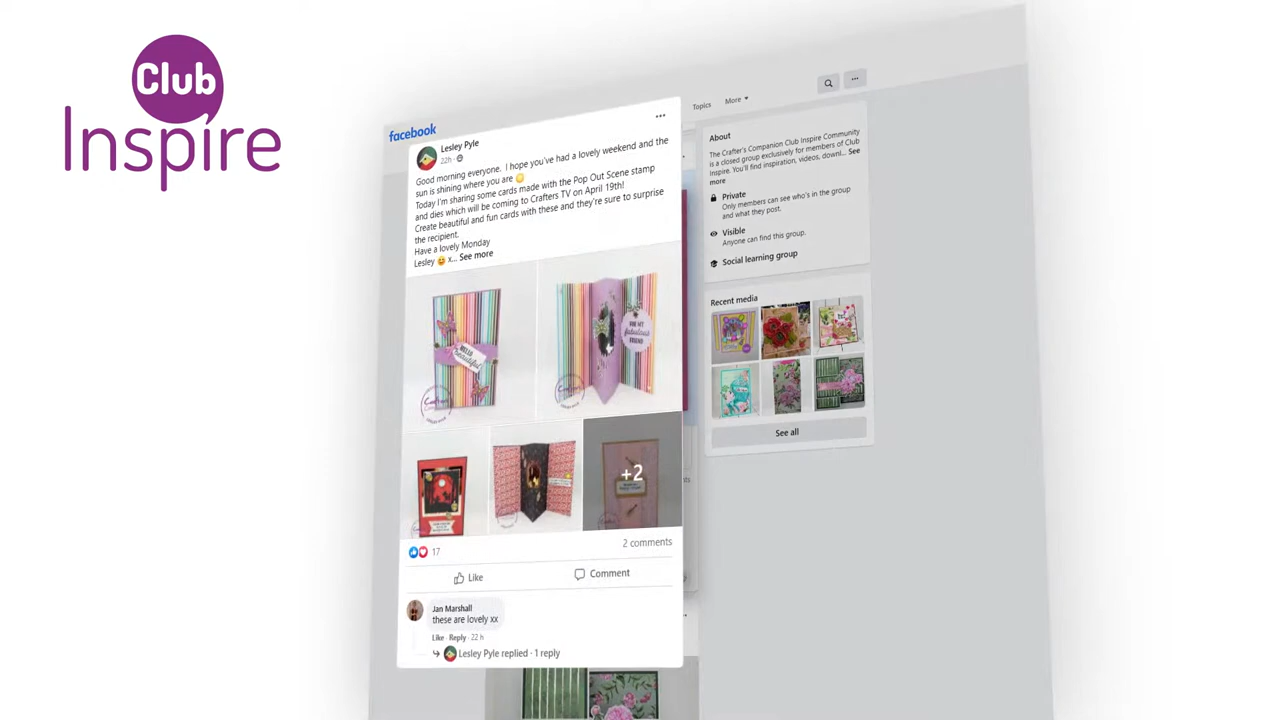 Club
Inspire
facebook
Lesley Pyle
22h
Good morning everyone. I hope you've had a lovely weekend and the
sun is shining where you are
Today I'm sharing some cards made with the Pop Out Scene stamp
and dies which will be coming to Crafters TV on April 19th!
Create beautiful and fun cards with these and they're sure to surprise
the recipient.
Have a lovely Monday
Lesley x... See more
HELLO
beautiful
YOU MY
fabulous
FRIEND
+2
17
2 comments
Like
Comment
Jan Marshall
these are lovely xx
Like · Reply · 22 h
Lesley Pyle replied · 1 reply
Topics
More
About
The Crafter's Companion Club Inspire Community
is a closed group exclusively for members of Club
Inspire. You'll find inspiration, videos, downl... See
more
Private
Only members can see who's in the group
and what they post.
Visible
Anyone can find this group.
Social learning group
Recent media
See all